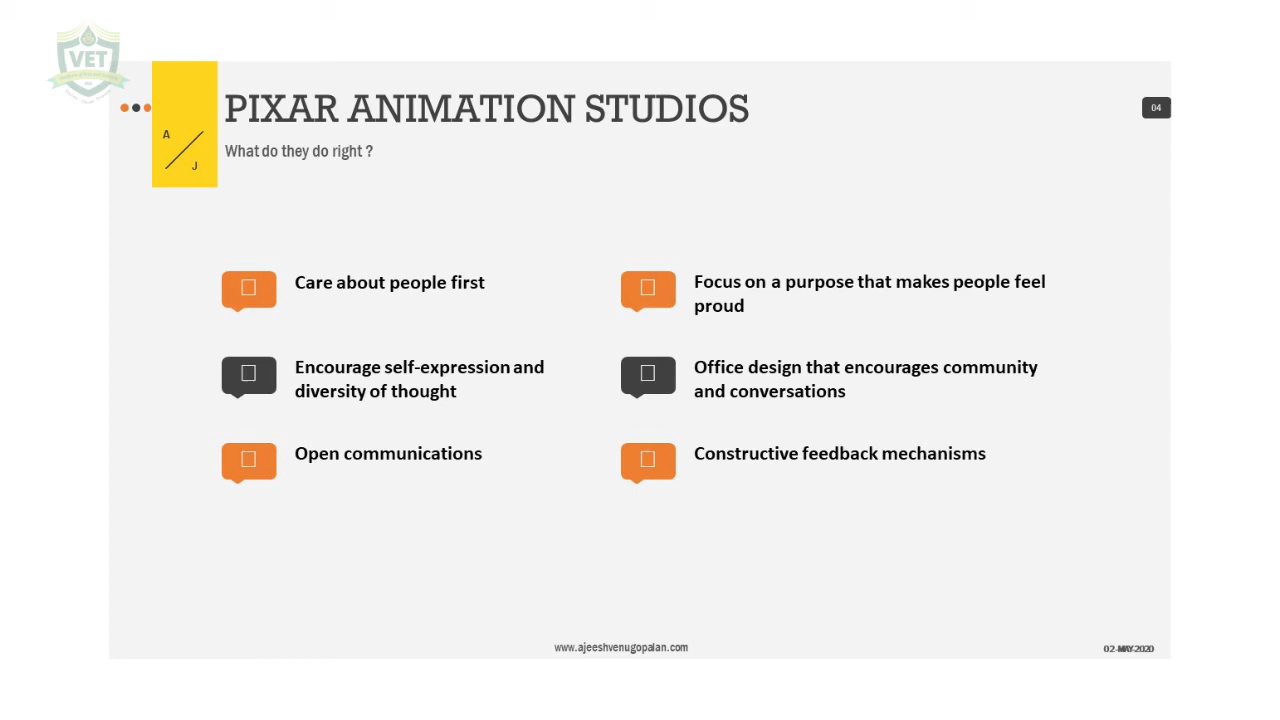 VET
PIXAR ANIMATION STUDIOS
04
A
J
What do they do right ?
Care about people first
Focus on a purpose that makes people feel
proud
Encourage self-expression and
diversity of thought
Office design that encourages community
and conversations
Open communications
Constructive feedback mechanisms
www.ajeeshvenugopalan.com
02-MAY-2020